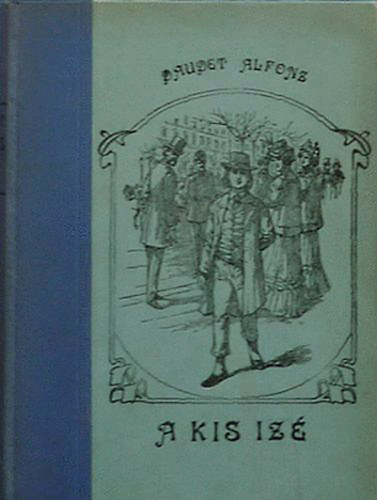 DAUDET ALFONZ
A KIS IZÉ